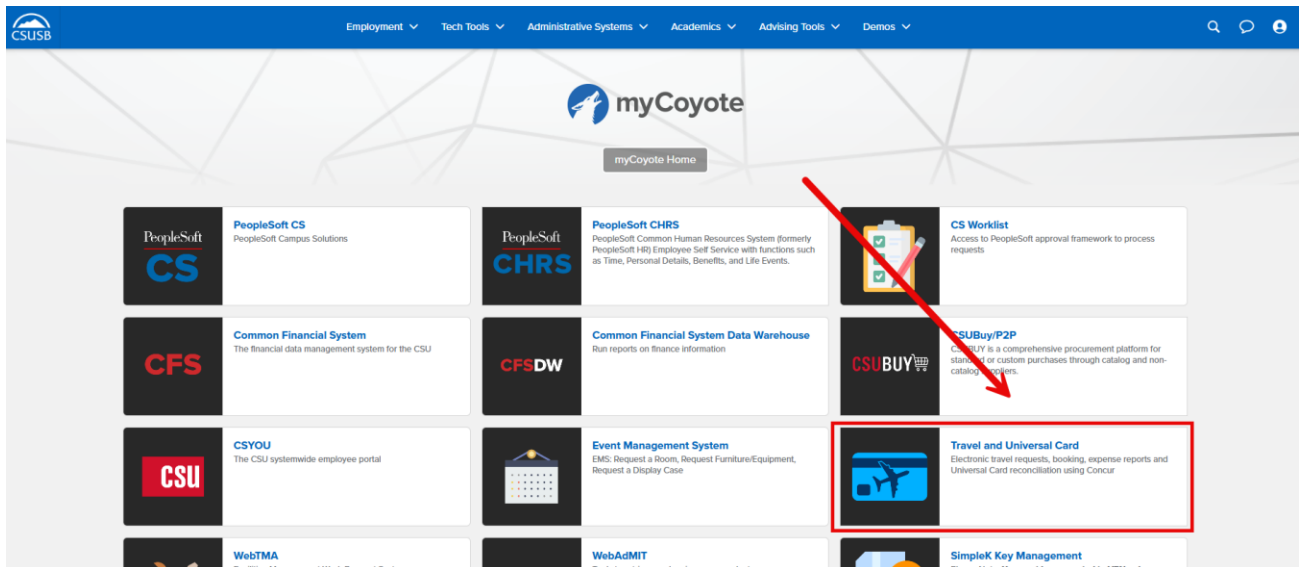 CSUSB
Employment
Tech Tools
Administrative Systems
Academics
Advising Tools
Demos
myCoyote
myCoyote Home
PeopleSoft
CS
PeopleSoft CS
PeopleSoft Campus Solutions
PeopleSoft
CHRS
PeopleSoft CHRS
PeopleSoft Common Human Resources System (formerly
PeopleSoft HR) Employee Self Service with functions such
as Time, Personal Details, Benefits, and Life Events.
CS Worklist
Access to PeopleSoft approval framework to process
requests
CFS
Common Financial System
The financial data management system for the CSU
CFSDW
Common Financial System Data Warehouse
Run reports on finance information
CSUBUY
CSUBuy/P2P
CSUBUY is a comprehensive procurement platform for
standard or custom purchases through catalog and non-
catalog suppliers.
CSU
CSYOU
The CSU systemwide employee portal
Event Management System
EMS: Request a Room, Request Furniture/Equipment,
Request a Display Case
Travel and Universal Card
Electronic travel requests, booking, expense reports and
Universal Card reconciliation using Concur
WebTMA
WebAdMIT
SimpleK Key Management